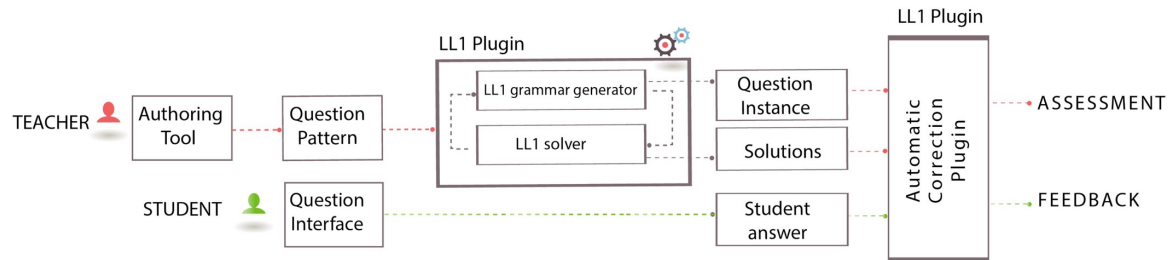 LL1 Plugin
LL1 Plugin
TEACHER
Authoring
Tool
Question
Pattern
LL1 grammar generator
LL1 solver
Question
Instance
Solutions
Automatic
Correction
Plugin
ASSESSMENT
STUDENT
Question
Interface
Student
answer
FEEDBACK